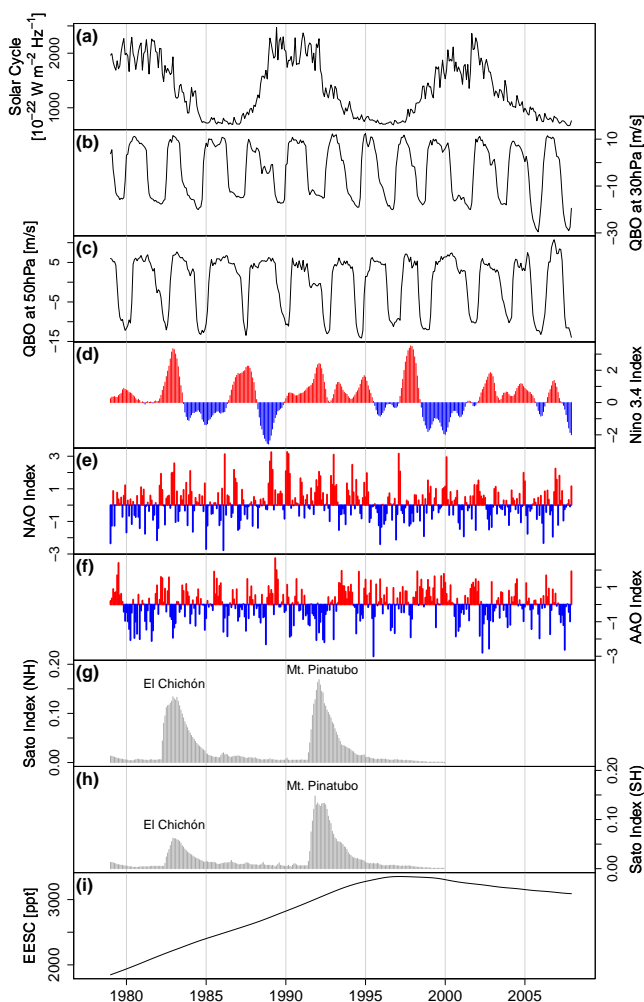 (a)
Solar Cycle
[10⁻²² W m⁻² Hz⁻¹]
1000 2000
(b)
QBO at 30hPa [m/s]
−30 −10 10
(c)
QBO at 50hPa [m/s]
−15 −5 5
(d)
Nino 3.4 Index
−2 0 2
(e)
NAO Index
−3 −1 1 3
(f)
AAO Index
−3 −1 1
(g)
Sato Index (NH)
0.00 0.10 0.20
El Chichón
Mt. Pinatubo
(h)
Sato Index (SH)
0.00 0.10 0.20
El Chichón
Mt. Pinatubo
(i)
EESC [ppt]
2000 3000
1980 1985 1990 1995 2000 2005